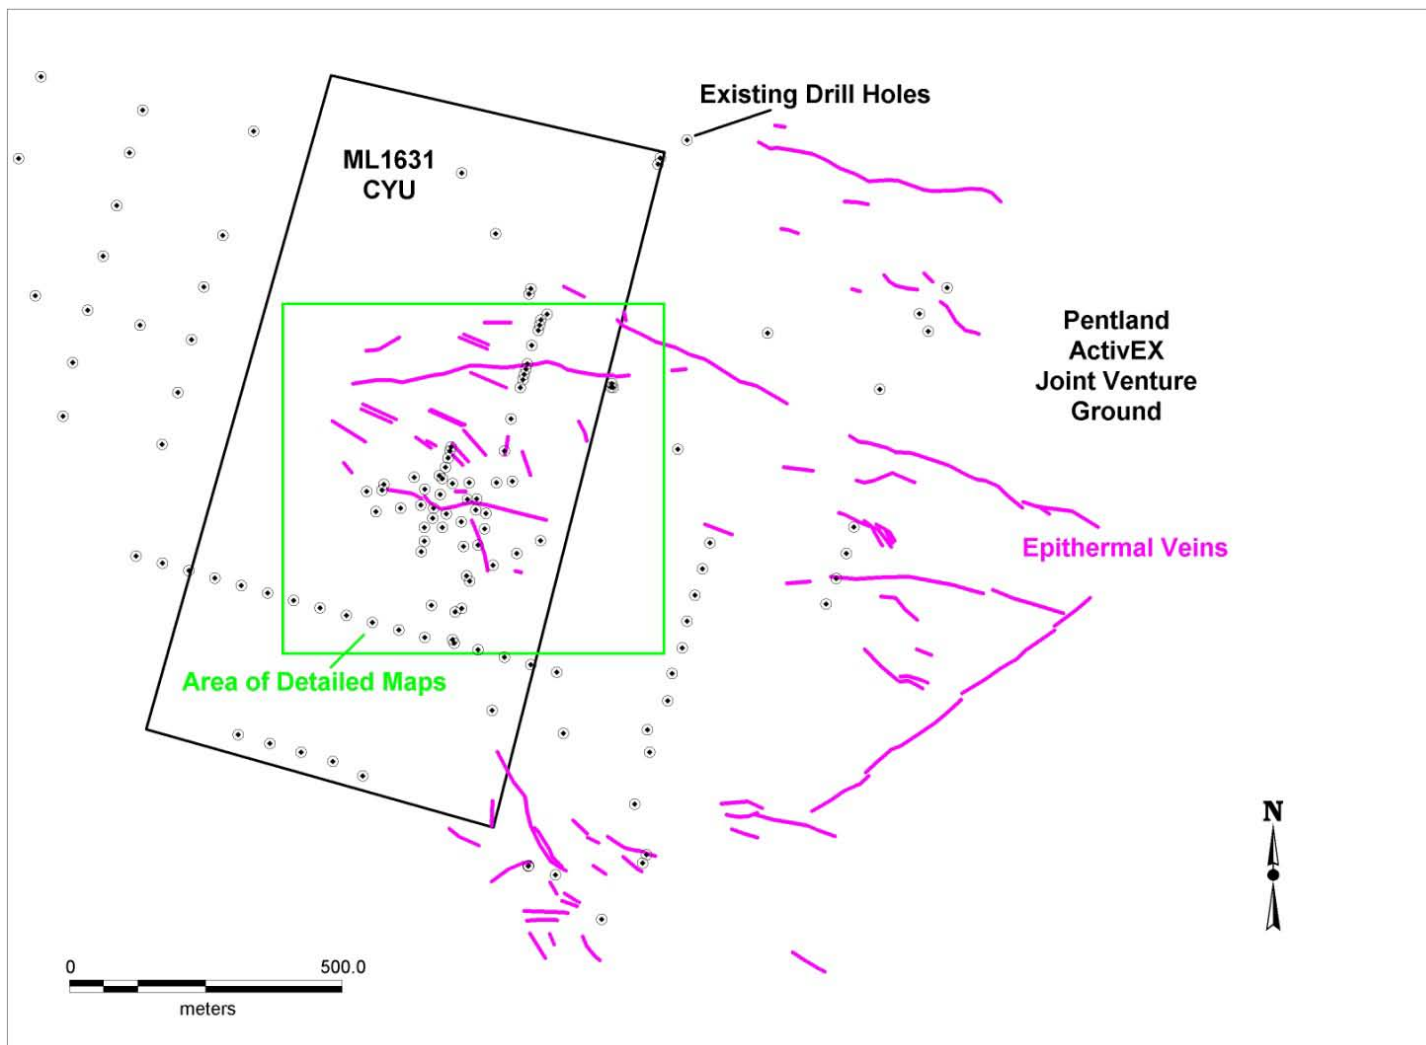 Existing Drill Holes
ML1631
CYU
Pentland
ActivEX
Joint Venture
Ground
Epithermal Veins
Area of Detailed Maps
N
0 500.0
meters